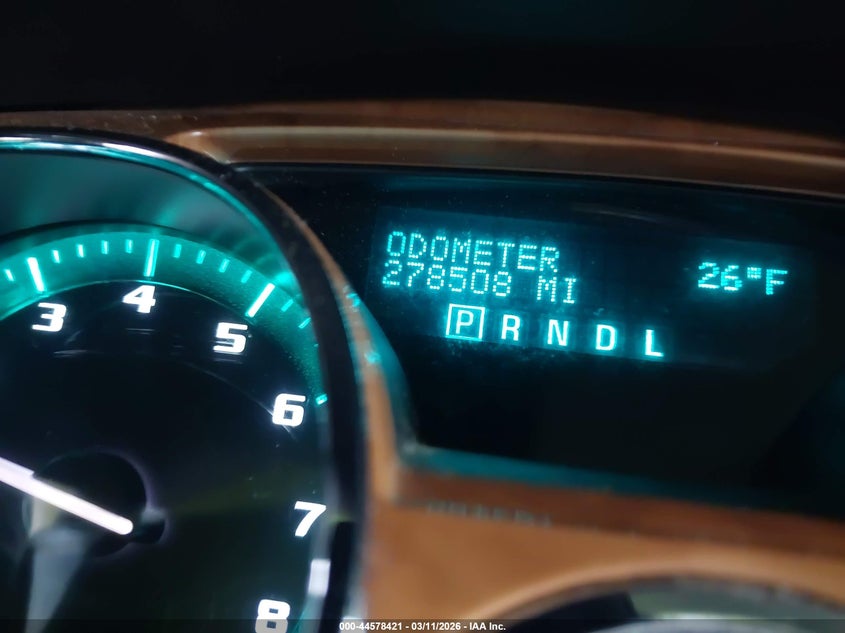 ODOMETER
278508 MI
26°F
P R N D L
3
4
5
6
7
8
000-44578421 | 03/11/2026 - IAA Inc.